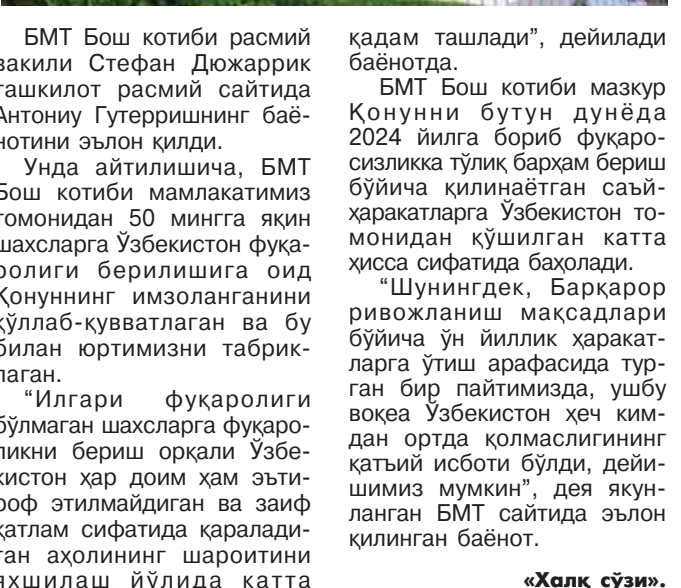 БМТ Бош котиби расмий
вакили Стефан Дюжаррик
ташкилот расмий сайтида
Антониу Гутерришнинг баё-
нотини эълон қилди.
Унда айтилишича, БМТ
Бош котиби мамлакатимиз
томонидан 50 мингга яқин
шахсларга Ўзбекистон фуқа-
ролиги берилишига оид
Қонуннинг имзоланганини
қўллаб-қувватлаган ва бу
билан юртимизни табрик-
лаган.
“Илгари фуқаролиги
бўлмаган шахсларга фуқаро-
ликни бериш орқали Ўзбе-
кистон ҳар доим ҳам эъти-
роф этилмайдиган ва заиф
қатлам сифатида қаралади-
ган аҳолининг шароитини
яхшилаш йўлида катта
қадам ташлади”, дейилади
баёнотда.
БМТ Бош котиби мазкур
Қонунни бутун дунёда
2024 йилга бориб фуқаро-
сизликка тўлиқ барҳам бериш
бўйича қилинаётган саъй-
ҳаракатларга Ўзбекистон то-
монидан қўшилган катта
ҳисса сифатида баҳолади.
“Шунингдек, Барқарор
ривожланиш мақсадлари
бўйича ўн йиллик ҳаракат-
ларга ўтиш арафасида тур-
ган бир пайтимизда, ушбу
воқеа Ўзбекистон ҳеч ким-
дан ортда қолмаслигининг
қатъий исботи бўлди, дейи-
шимиз мумкин”, дея якун-
ланган БМТ сайтида эълон
қилинган баёнот.
«Халқ сўзи».